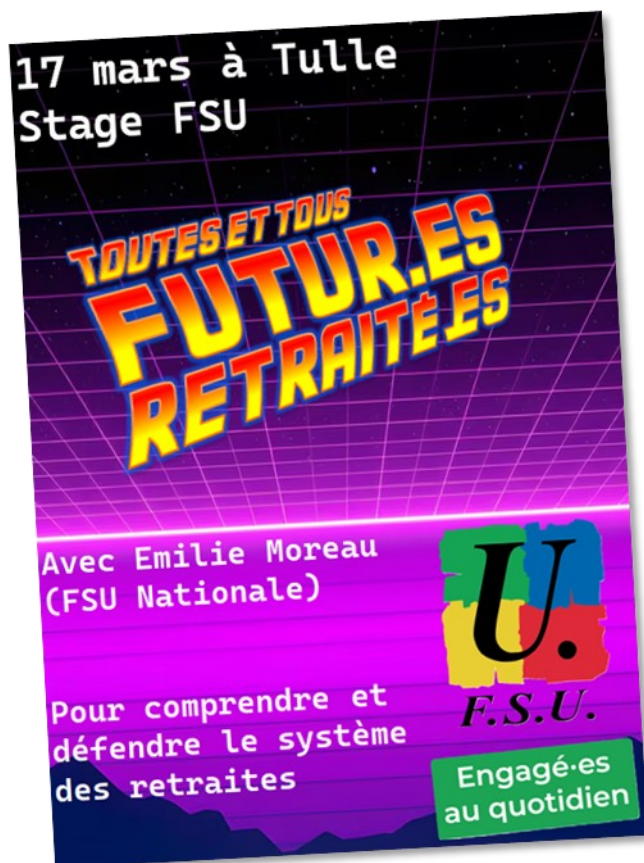 17 mars à Tulle
Stage FSU
TOUTES ET TOUS
FUTUR.ES
RETRAITÉ.ES
Avec Emilie Moreau
(FSU Nationale)
Pour comprendre et
défendre le système
des retraites
U.
F.S.U.
Engagé·es
au quotidien